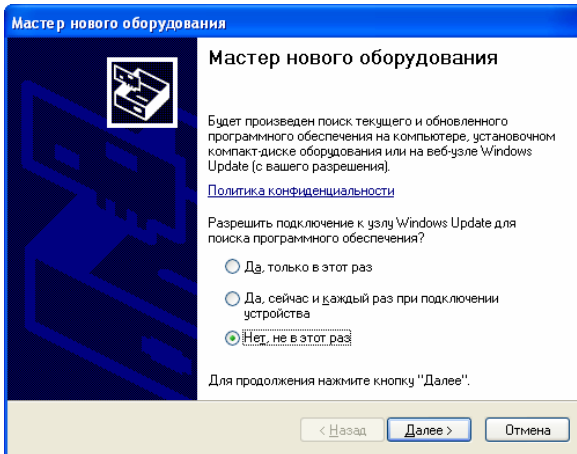 Мастер нового оборудования
Мастер нового оборудования
Будет произведен поиск текущего и обновленного
программного обеспечения на компьютере, установочном
компакт-диске оборудования или на веб-узле Windows
Update (с вашего разрешения).
Политика конфиденциальности
Разрешить подключение к узлу Windows Update для
поиска программного обеспечения?
Да, только в этот раз
Да, сейчас и каждый раз при подключении
устройства
Нет, не в этот раз
Для продолжения нажмите кнопку "Далее".
< Назад Далее > Отмена